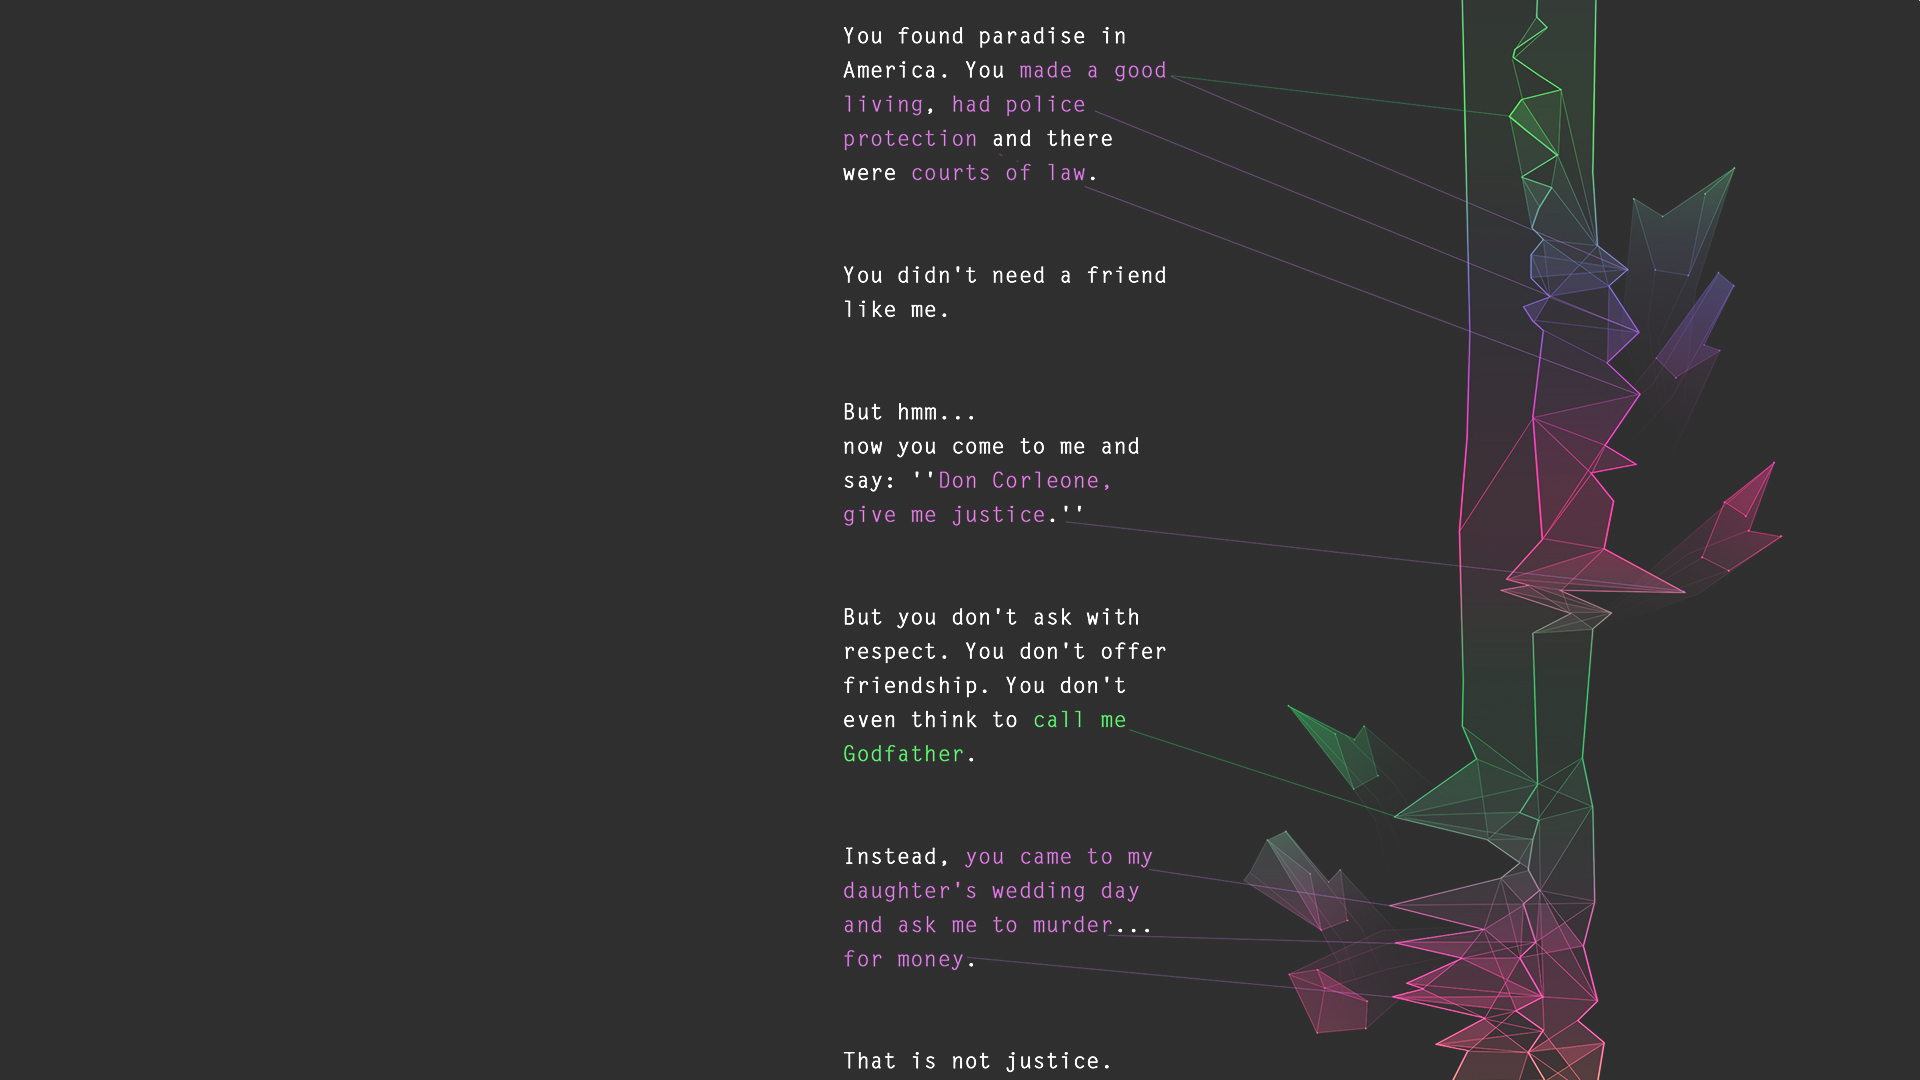 You found paradise in
America. You made a good
living, had police
protection and there
were courts of law.
You didn't need a friend
like me.
But hmm...
now you come to me and
say: ''Don Corleone,
give me justice.''
But you don't ask with
respect. You don't offer
friendship. You don't
even think to call me
Godfather.
Instead, you came to my
daughter's wedding day
and ask me to murder...
for money.
That is not justice.